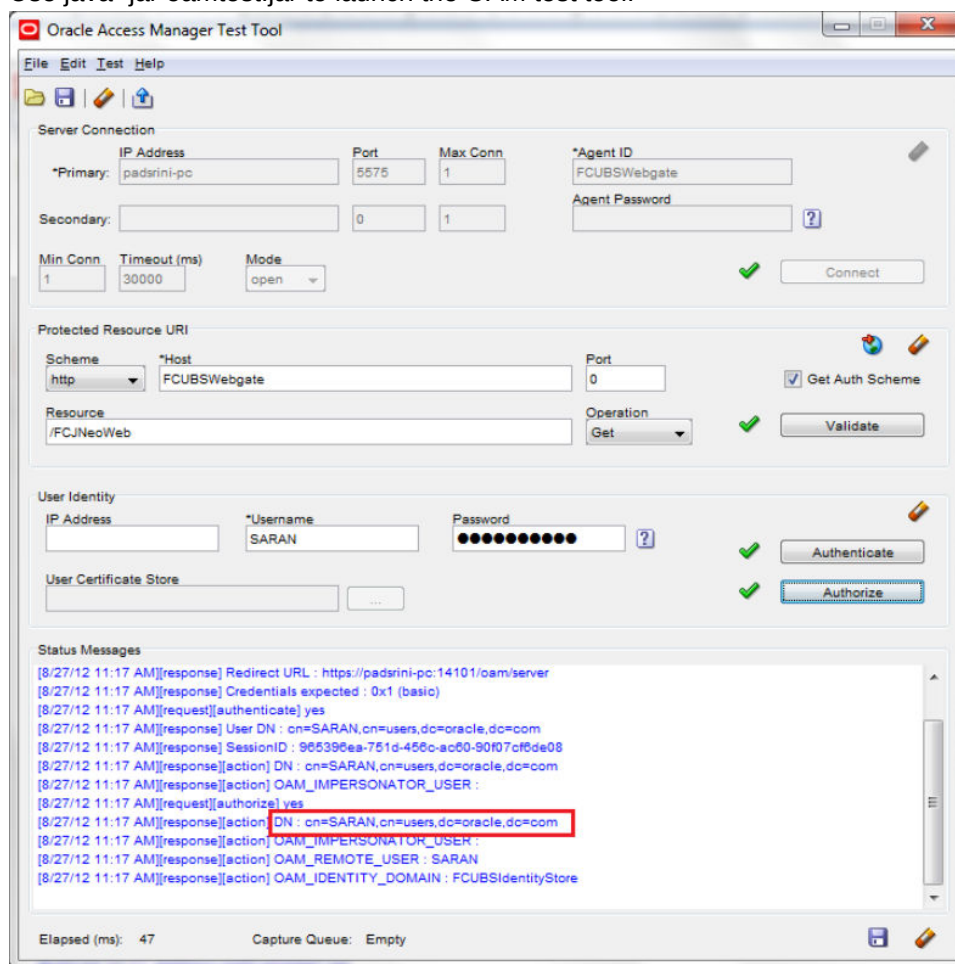 Use java -jar oamtest.jar to launch the OAM test tool.
Oracle Access Manager Test Tool
File Edit Test Help
Server Connection
IP Address Port Max Conn *Agent ID
*Primary: padsrini-pc 5575 1 FCUBSWebgate
Agent Password
Secondary: 0 1 ?
Min Conn Timeout (ms) Mode
1 30000 open Connect
Protected Resource URI
Scheme *Host Port
http FCUBSWebgate 0 Get Auth Scheme
Resource Operation
/FCJNeoWeb Get Validate
User Identity
IP Address *Username Password
SARAN ●●●●●●●●●● ?
Authenticate
User Certificate Store
... Authorize
Status Messages
[8/27/12 11:17 AM][response] Redirect URL : https://padsrini-pc:14101/oam/server
[8/27/12 11:17 AM][response] Credentials expected : 0x1 (basic)
[8/27/12 11:17 AM][request][authenticate] yes
[8/27/12 11:17 AM][response] User DN : cn=SARAN,cn=users,dc=oracle,dc=com
[8/27/12 11:17 AM][response] SessionID : 965396ea-751d-456c-ac60-90f07cf6de08
[8/27/12 11:17 AM][response][action] DN : cn=SARAN,cn=users,dc=oracle,dc=com
[8/27/12 11:17 AM][response][action] OAM_IMPERSONATOR_USER :
[8/27/12 11:17 AM][request][authorize] yes
[8/27/12 11:17 AM][response][action] DN : cn=SARAN,cn=users,dc=oracle,dc=com
[8/27/12 11:17 AM][response][action] OAM_IMPERSONATOR_USER :
[8/27/12 11:17 AM][response][action] OAM_REMOTE_USER : SARAN
[8/27/12 11:17 AM][response][action] OAM_IDENTITY_DOMAIN : FCUBSIdentityStore
Elapsed (ms): 47 Capture Queue: Empty